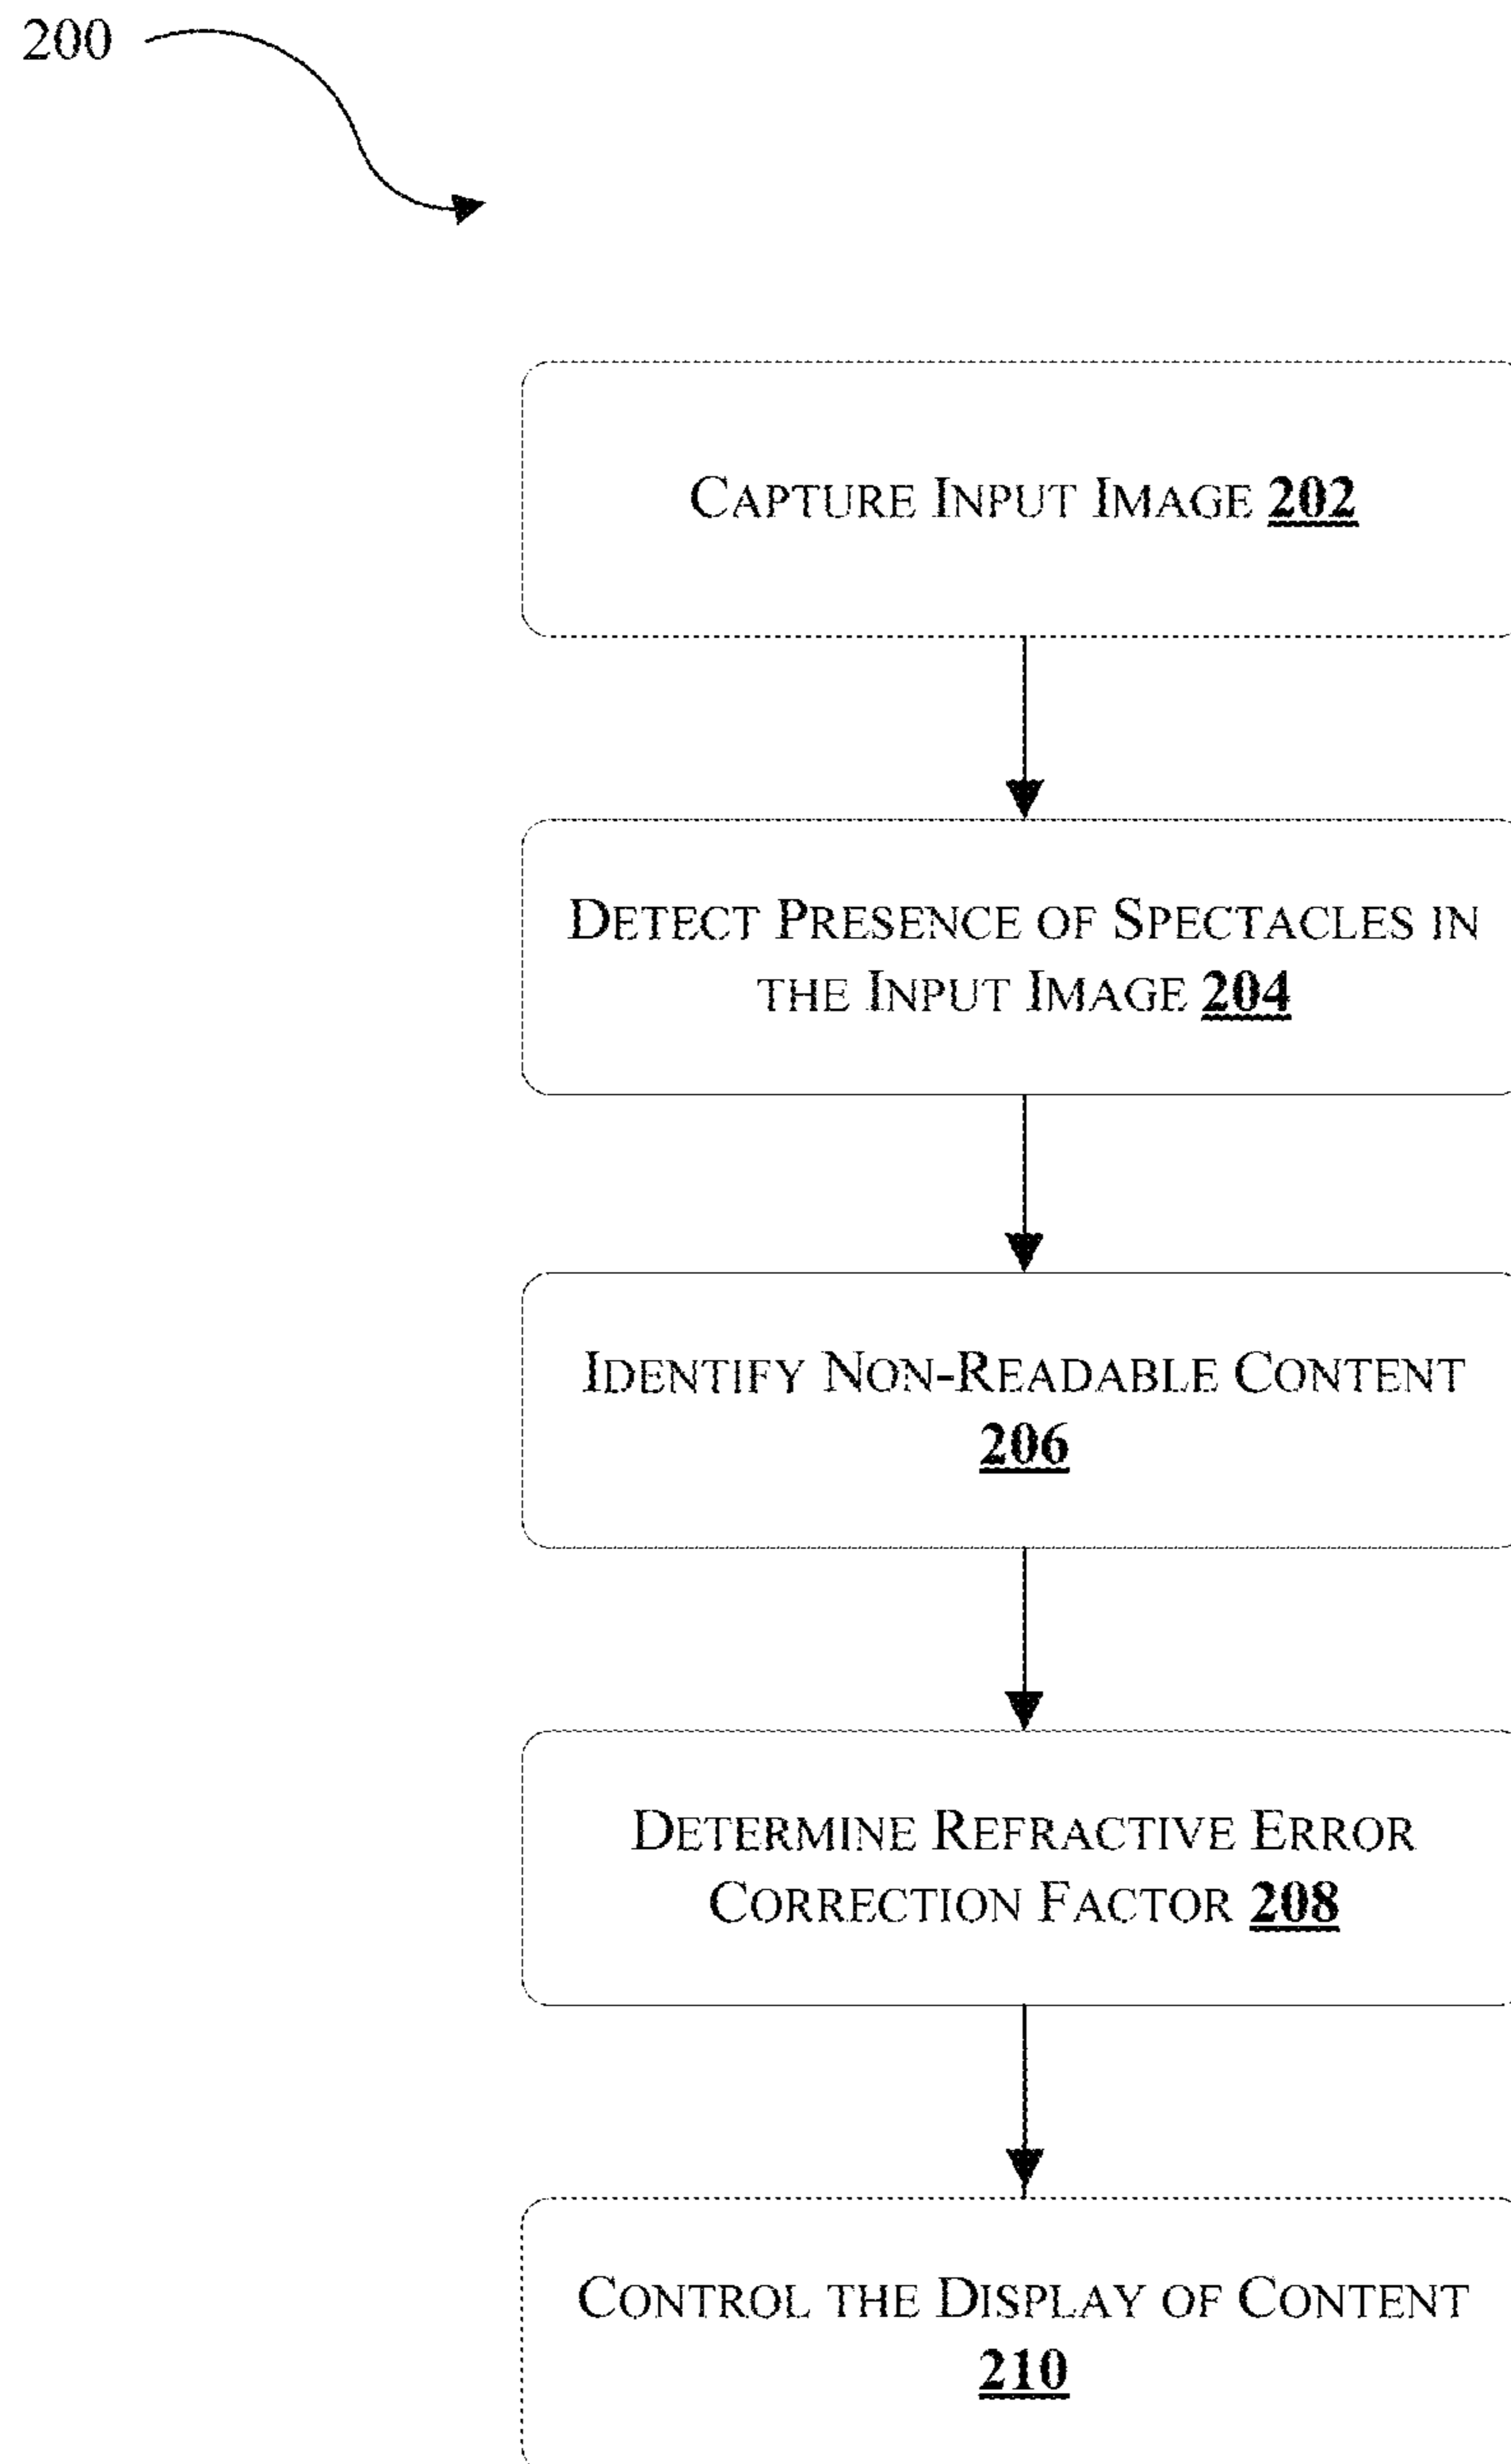 200
CAPTURE INPUT IMAGE 202
DETECT PRESENCE OF SPECTACLES IN
THE INPUT IMAGE 204
IDENTIFY NON-READABLE CONTENT
206
DETERMINE REFRACTIVE ERROR
CORRECTION FACTOR 208
CONTROL THE DISPLAY OF CONTENT
210